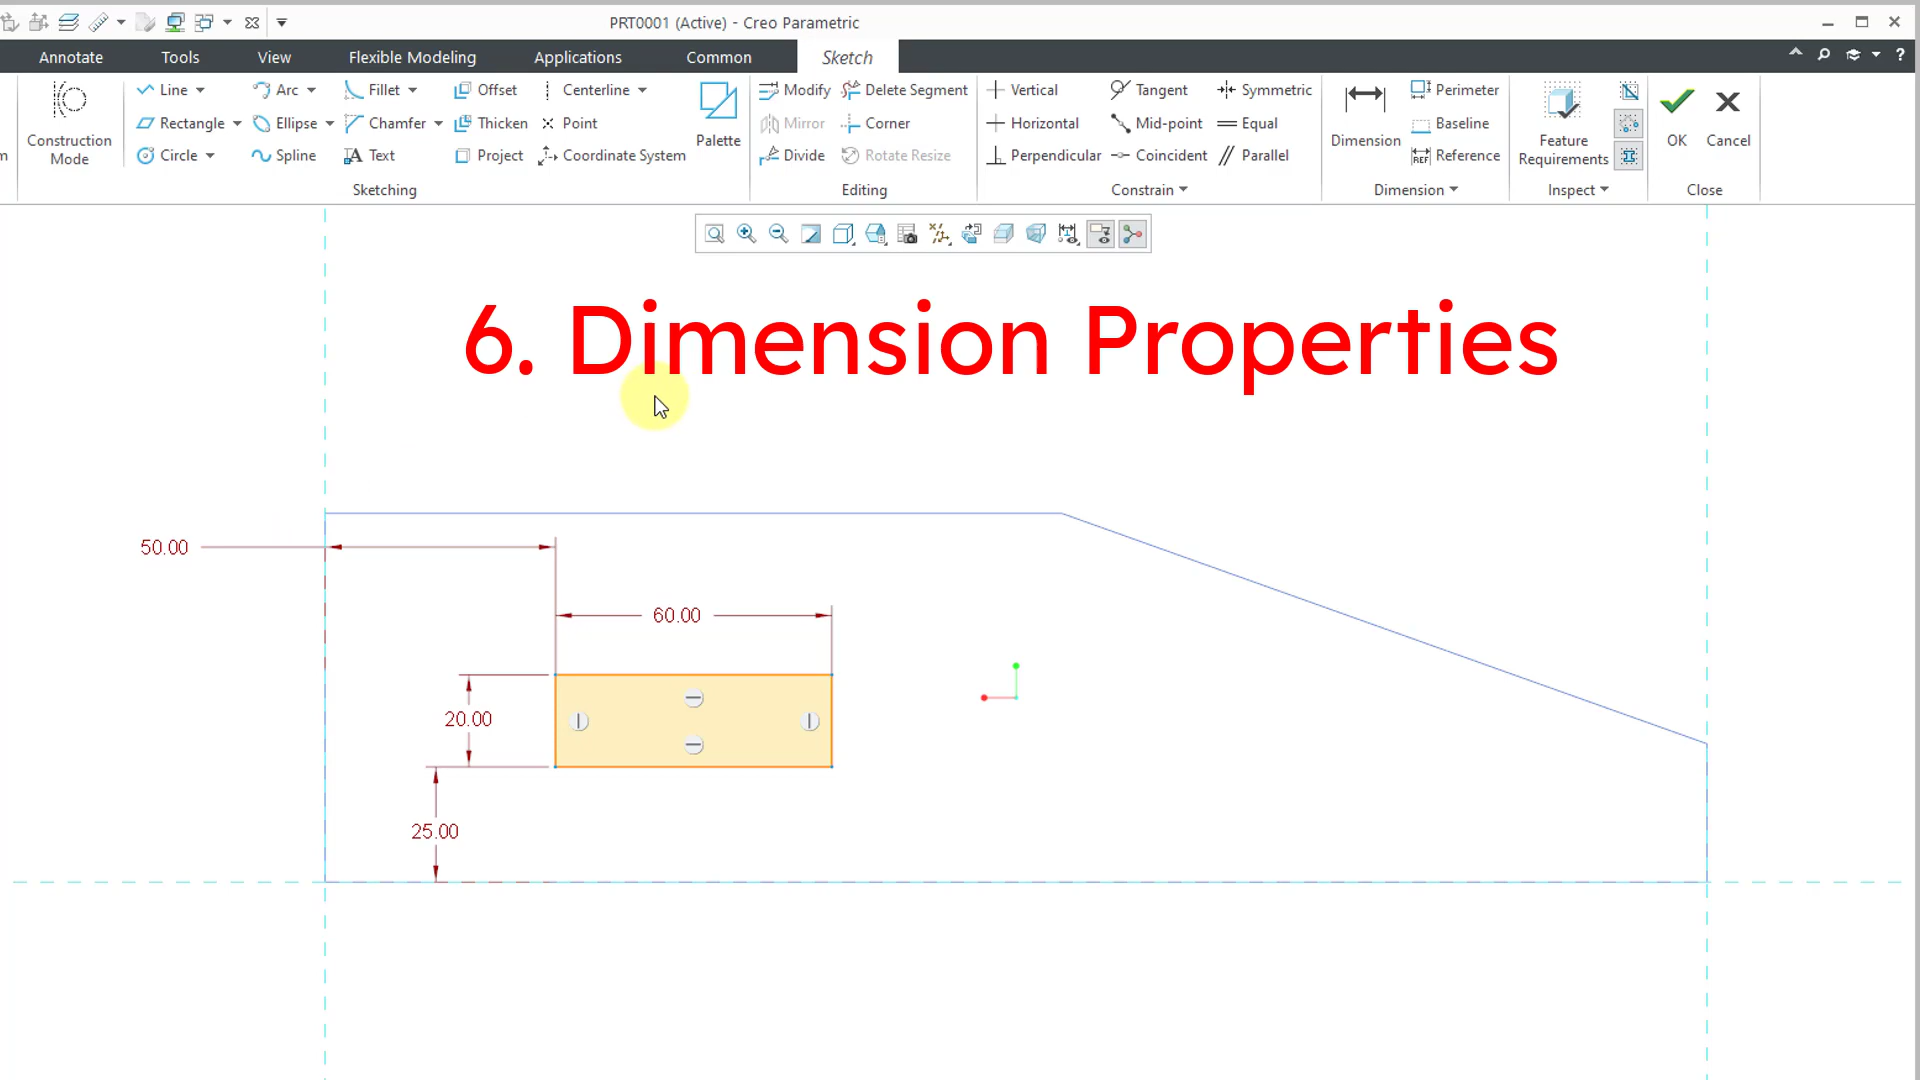 PRT0001 (Active) - Creo Parametric
Annotate Tools View Flexible Modeling Applications Common Sketch
Construction Mode
Line Arc Fillet Offset Centerline
Rectangle Ellipse Chamfer Thicken Point
Circle Spline Text Project Coordinate System
Palette
Sketching
Modify Delete Segment
Mirror Corner
Divide Rotate Resize
Editing
Vertical Tangent Symmetric
Horizontal Mid-point Equal
Perpendicular Coincident Parallel
Constrain
Dimension
Perimeter
Baseline
REF Reference
Dimension
Feature Requirements
Inspect
OK Cancel
Close
6. Dimension Properties
50.00
60.00
20.00
25.00